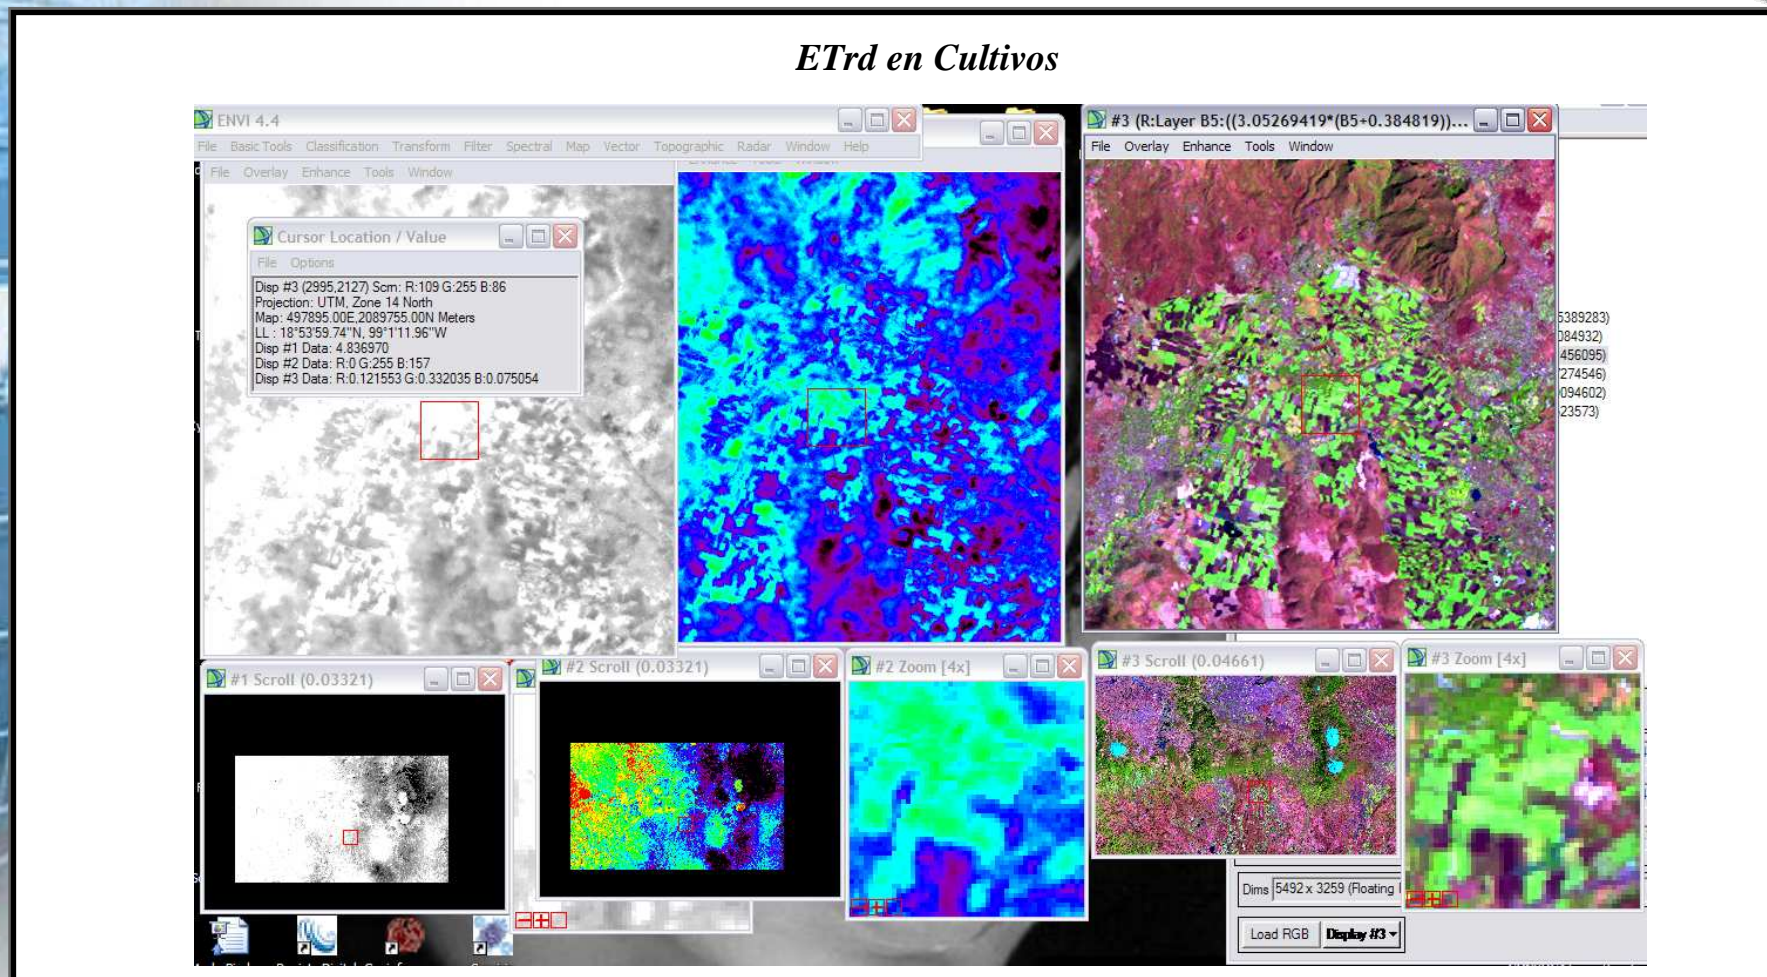 ETrd en Cultivos
ENVI 4.4
File Basic Tools Classification Transform Filter Spectral Map Vector Topographic Radar Window Help
File Overlay Enhance Tools Window
Cursor Location / Value
File Options
Disp #3 (2995,2127) Scrn: R:109 G:255 B:86
Projection: UTM, Zone 14 North
Map: 497895.00E,2089755.00N Meters
LL : 18°53'59.74"N, 99°1'11.96"W
Disp #1 Data: 4.836970
Disp #2 Data: R:0 G:255 B:157
Disp #3 Data: R:0.121553 G:0.332035 B:0.075054
#3 (R:Layer B5:((3.05269419*(B5+0.384819))...
File Overlay Enhance Tools Window
5389283)
084932)
456095)
274546)
094602)
23573)
#1 Scroll (0.03321)
#2 Scroll (0.03321)
#2 Zoom [4x]
#3 Scroll (0.04661)
#3 Zoom [4x]
Dims 5492 x 3259 (Floating
Load RGB Display #3